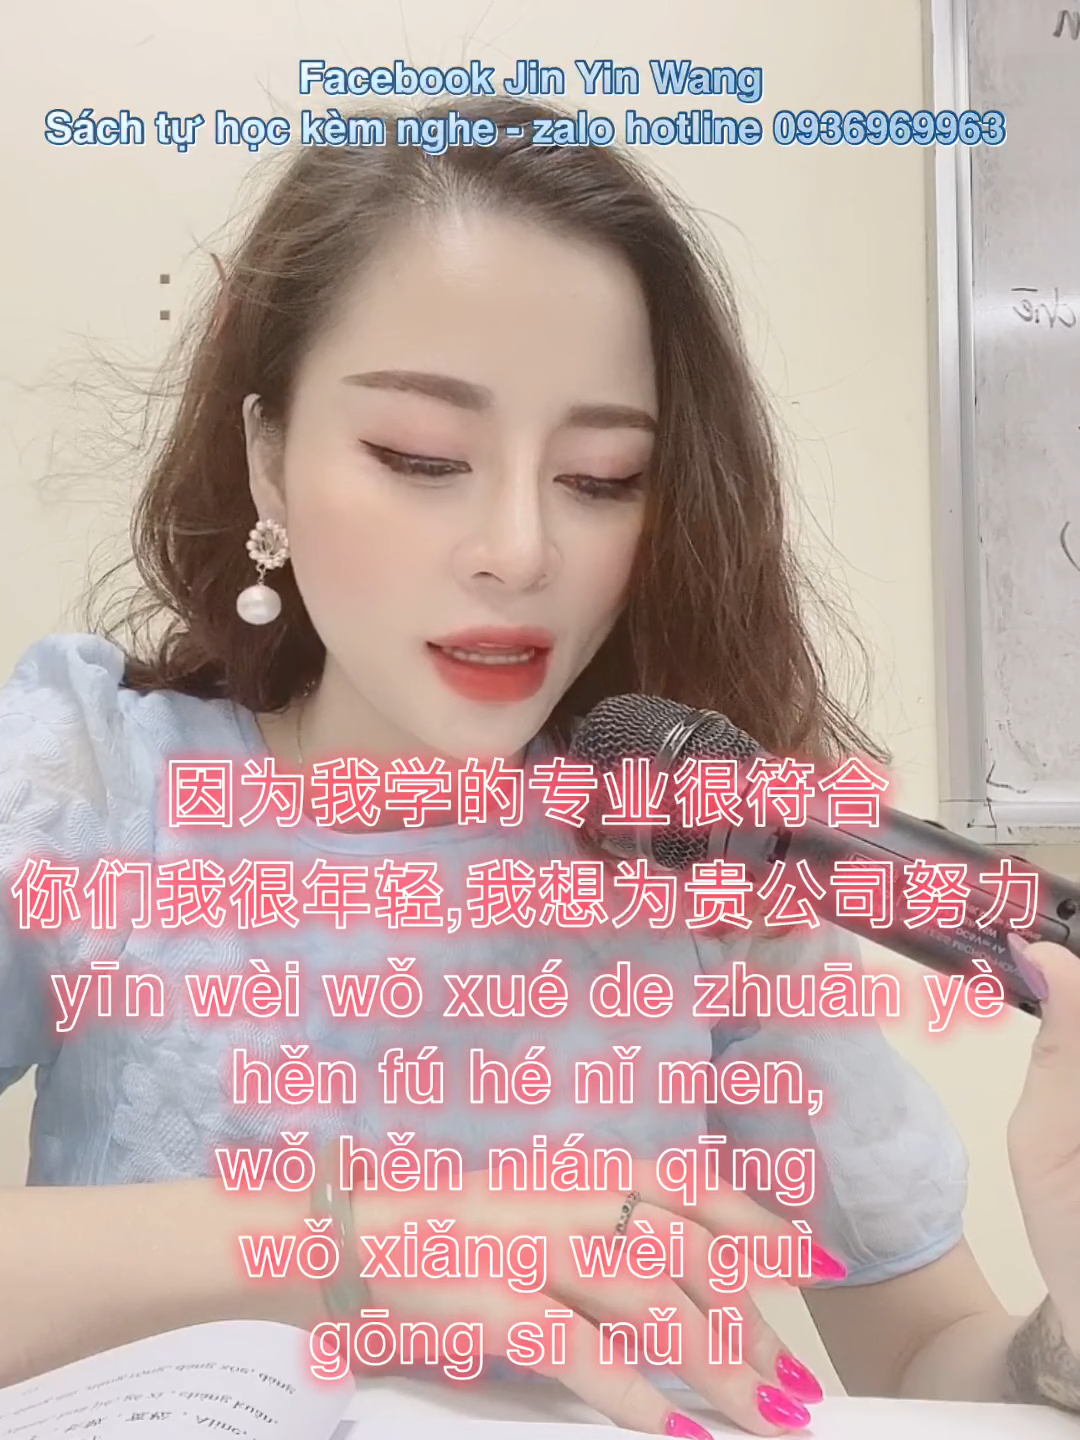 Facebook Jin Yin Wang
Sách tự học kèm nghe - zalo hotline 0936969963
因为我学的专业很符合
你们我很年轻,我想为贵公司努力
yīn wèi wǒ xué de zhuān yè
hěn fú hé nǐ men,
wǒ hěn nián qīng
wǒ xiǎng wèi guì
gōng sī nǔ lì